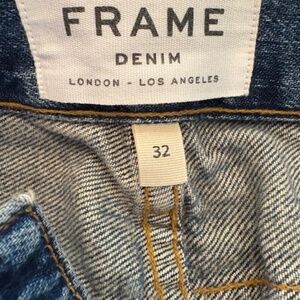 FRAME
DENIM
LONDON - LOS ANGELES
32